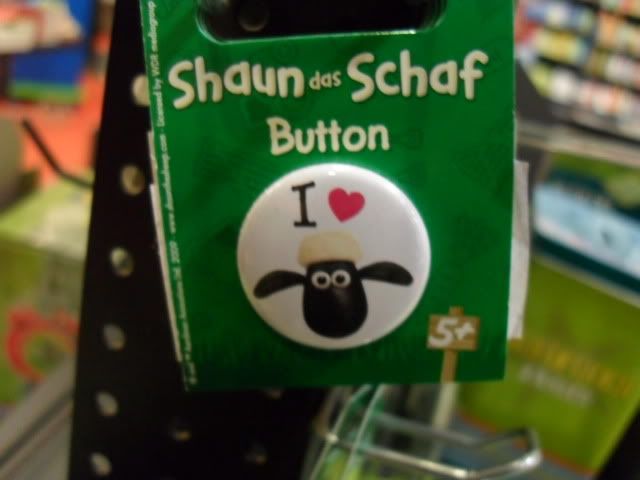 Shaun das Schaf
Button
I
5+